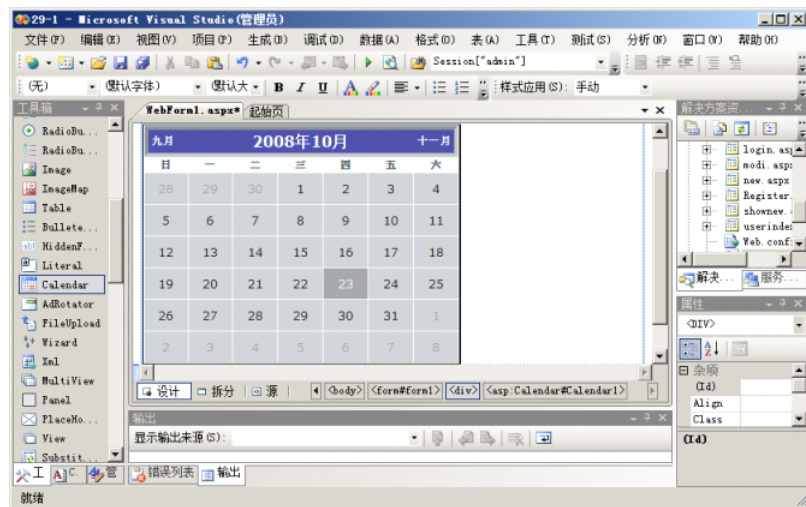 29-1 - Microsoft Visual Studio(管理员)
文件(F) 编辑(E) 视图(V) 项目(P) 生成(B) 调试(D) 数据(A) 格式(O) 表(A) 工具(T) 测试(S) 分析(N) 窗口(W) 帮助(H)
Session["admin"]
(无) (默认字体) (默认大 B I U A 样式应用(S): 手动
工具箱
RadioBu...
RadioBu...
Image
ImageMap
Table
Bullete...
HiddenF...
Literal
Calendar
AdRotator
FileUpload
Wizard
Xml
MultiView
Panel
PlaceHo...
View
Substit...
工 C. 管
WebForm1.aspx* 起始页
九月 2008年10月 十一月
日 一 二 三 四 五 六
28 29 30 1 2 3 4
5 6 7 8 9 10 11
12 13 14 15 16 17 18
19 20 21 22 23 24 25
26 27 28 29 30 31 1
2 3 4 5 6 7 8
设计 拆分 源 <body> <form#form1> <div> <asp:Calendar#Calendar1>
输出
显示输出来源(S):
错误列表 输出
解决方案资...
login.as
modi.asp
new.aspx
Register.
shownew.
userinde
Web.conf
解决... 服务...
属性
<DIV>
杂项
(Id)
Align
Class
(Id)
就绪